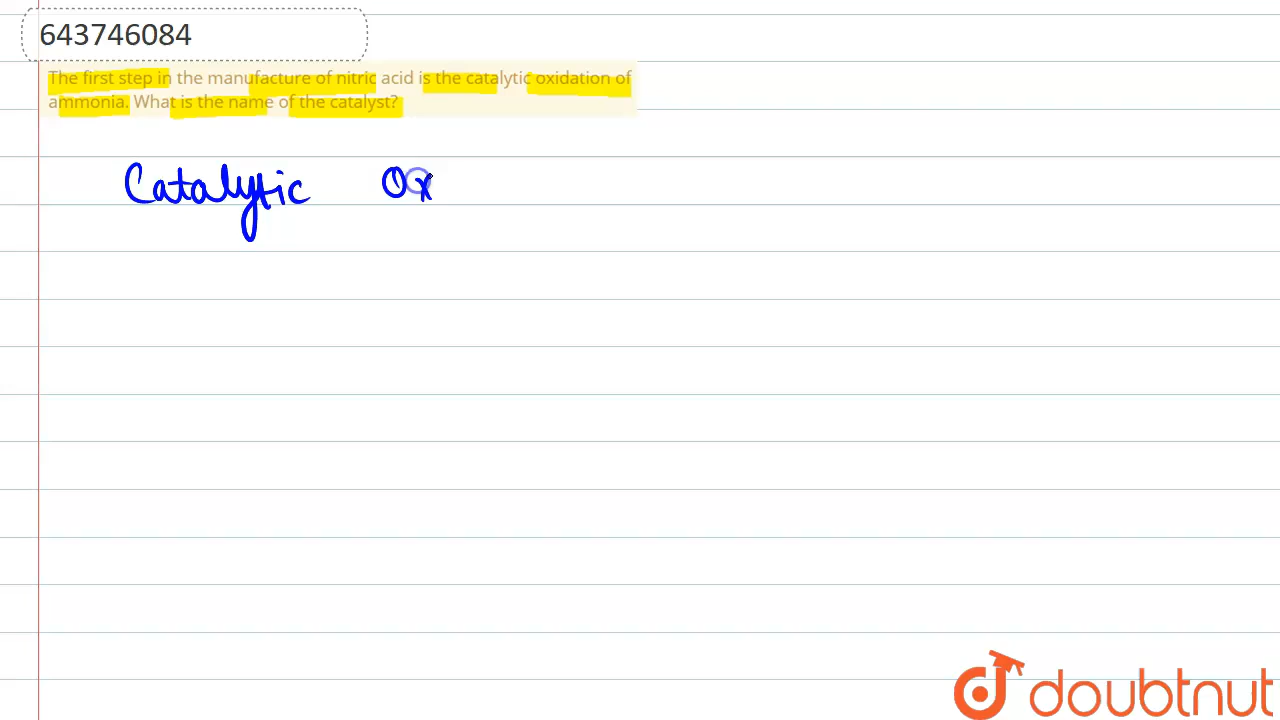 643746084
The first step in the manufacture of nitric acid is the catalytic oxidation of
ammonia. What is the name of the catalyst?
Catalytic Ox
doubtnut